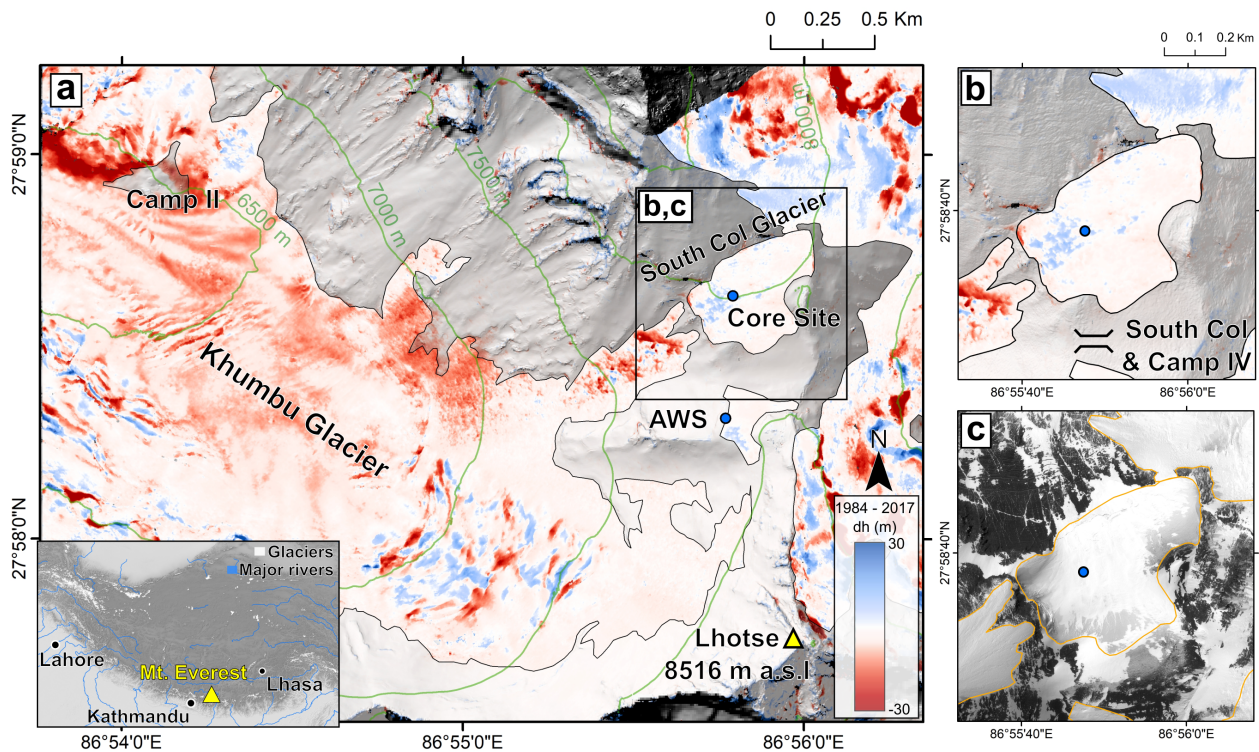 0 0.25 0.5 Km
a
27°59'0"N
Camp II
6500 m
7000 m
7500 m
8000 m
b,c
South Col Glacier
Core Site
Khumbu Glacier
AWS
N
1984 - 2017
dh (m)
30
-30
27°58'0"N
Glaciers
Major rivers
Lahore
Mt. Everest
Lhasa
Kathmandu
Lhotse
8516 m a.s.l
86°54'0"E
86°55'0"E
86°56'0"E
0 0.1 0.2 Km
b
27°58'40"N
South Col
& Camp IV
86°55'40"E
86°56'0"E
c
27°58'40"N
86°55'40"E
86°56'0"E